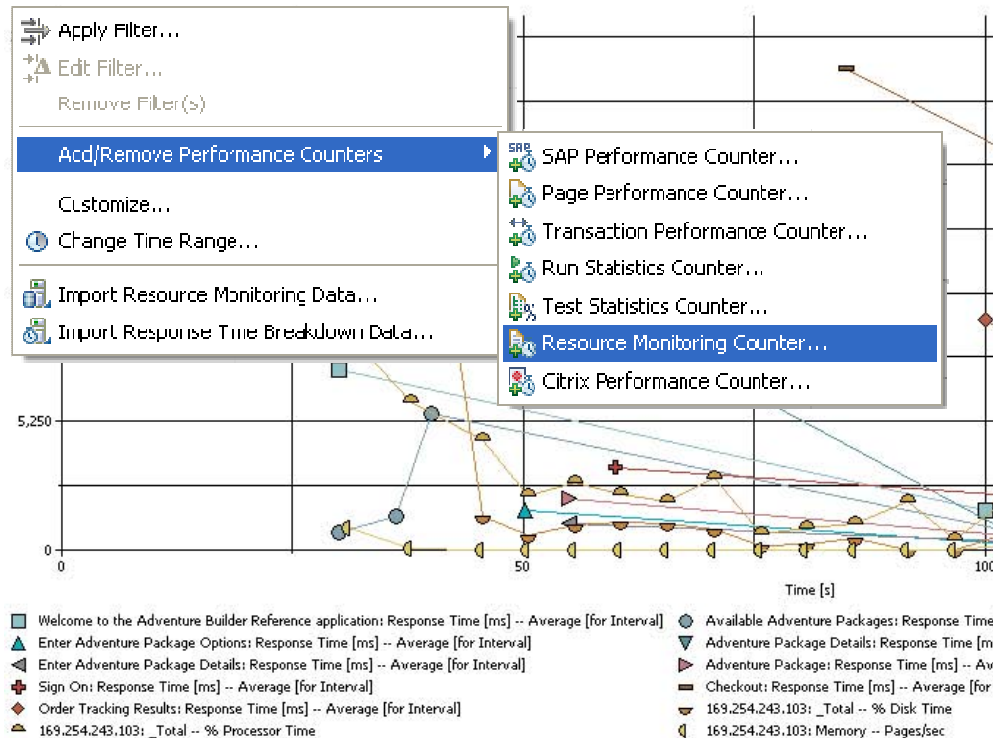 Apply Filter...
Edit Filter...
Remove Filter(s)
Add/Remove Performance Counters
Customize...
Change Time Range...
Import Resource Monitoring Data...
Import Response Time Breakdown Data...
SAP SAP Performance Counter...
Page Performance Counter...
Transaction Performance Counter...
Run Statistics Counter...
Test Statistics Counter...
Resource Monitoring Counter...
Citrix Performance Counter...
5,250
0
0 50 100
Time [s]
Welcome to the Adventure Builder Reference application: Response Time [ms] -- Average [for Interval]
Available Adventure Packages: Response Time
Enter Adventure Package Options: Response Time [ms] -- Average [for Interval]
Adventure Package Details: Response Time [m
Enter Adventure Package Details: Response Time [ms] -- Average [for Interval]
Adventure Package: Response Time [ms] -- Av
Sign On: Response Time [ms] -- Average [for Interval]
Checkout: Response Time [ms] -- Average [for
Order Tracking Results: Response Time [ms] -- Average [for Interval]
169.254.243.103: _Total -- % Disk Time
169.254.243.103: _Total -- % Processor Time
169.254.243.103: Memory -- Pages/sec